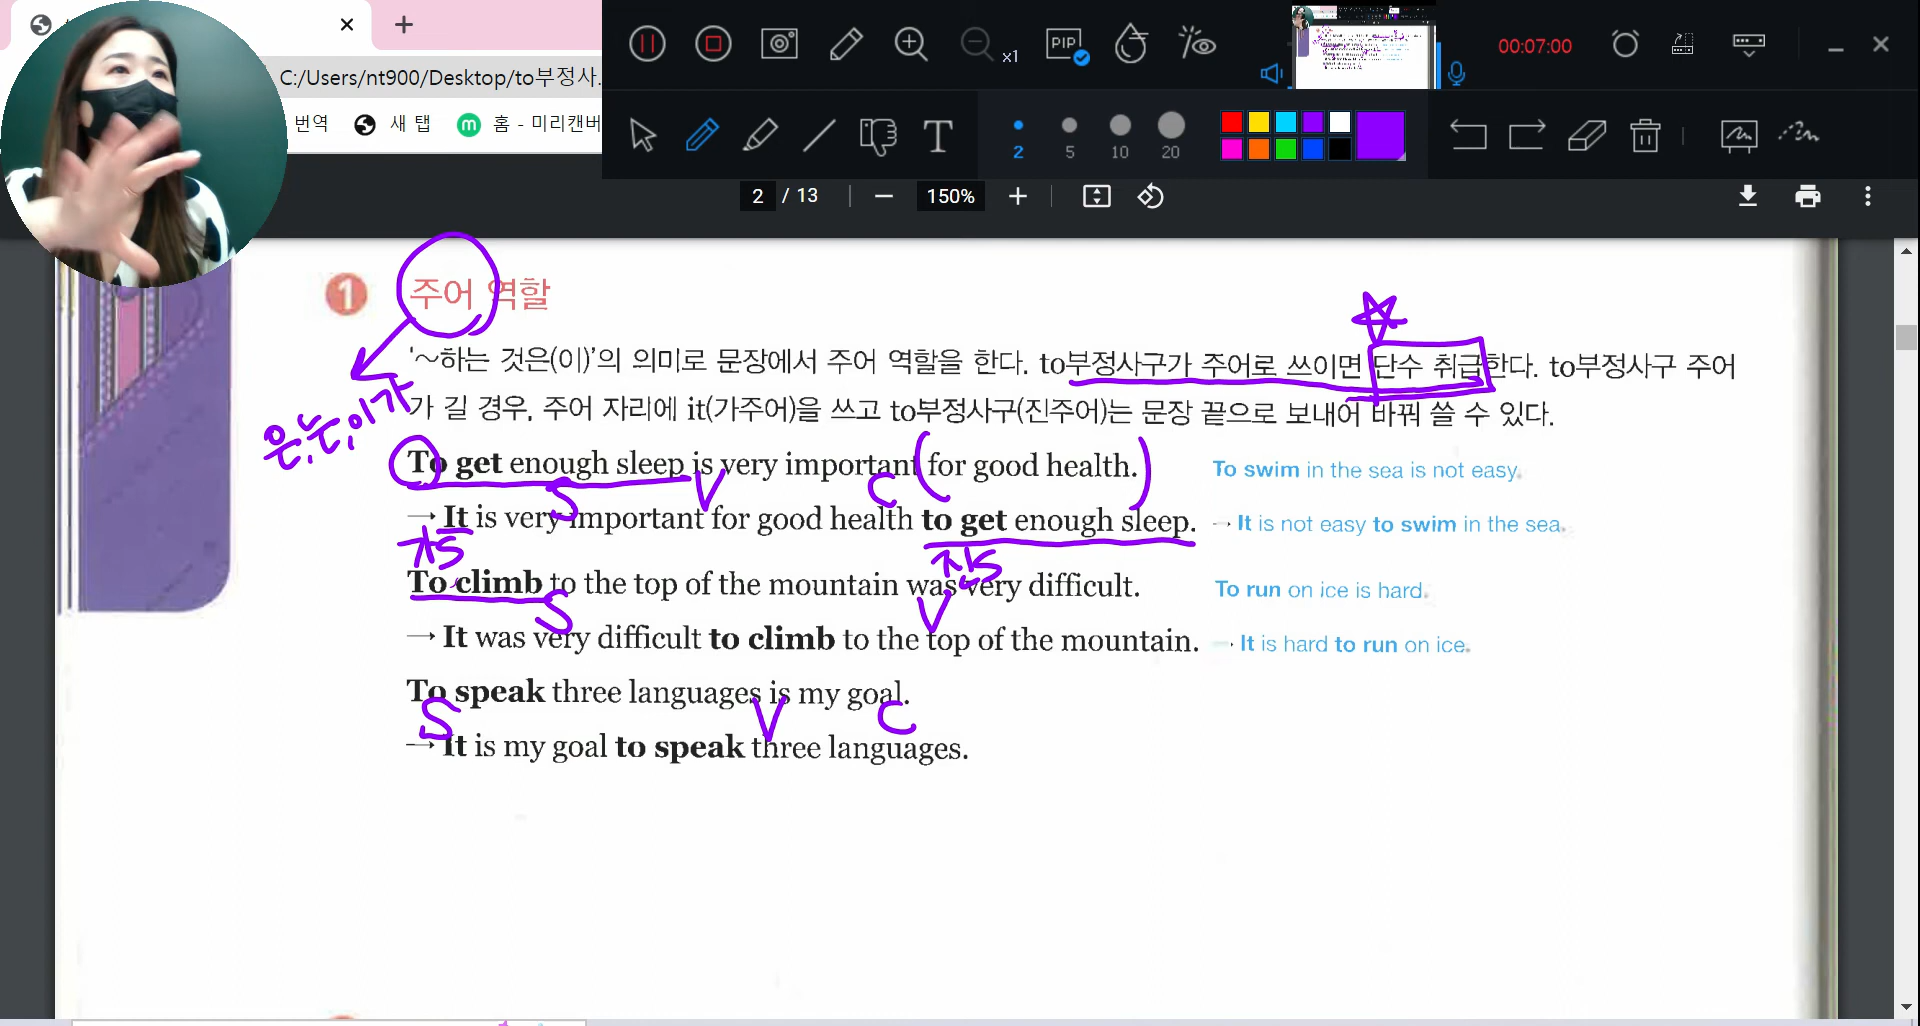 C:/Users/nt900/Desktop/to부정사.
번역 새 탭 홈 - 미리캔버
x1 PIP 00:07:00
T 2 5 10 20
2 / 13 150%
1 주어 역할
'~하는 것은(이)'의 의미로 문장에서 주어 역할을 한다. to부정사구가 주어로 쓰이면 단수 취급한다. to부정사구 주어
가 길 경우, 주어 자리에 it(가주어)을 쓰고 to부정사구(진주어)는 문장 끝으로 보내어 바꿔 쓸 수 있다.
은,는,이가
To get enough sleep is very important (for good health.)
S V C
→ It is very important for good health to get enough sleep.
가S 진S
To climb to the top of the mountain was very difficult.
S V
→ It was very difficult to climb to the top of the mountain.
To speak three languages is my goal.
S V C
→ It is my goal to speak three languages.
To swim in the sea is not easy.
→ It is not easy to swim in the sea.
To run on ice is hard.
→ It is hard to run on ice.